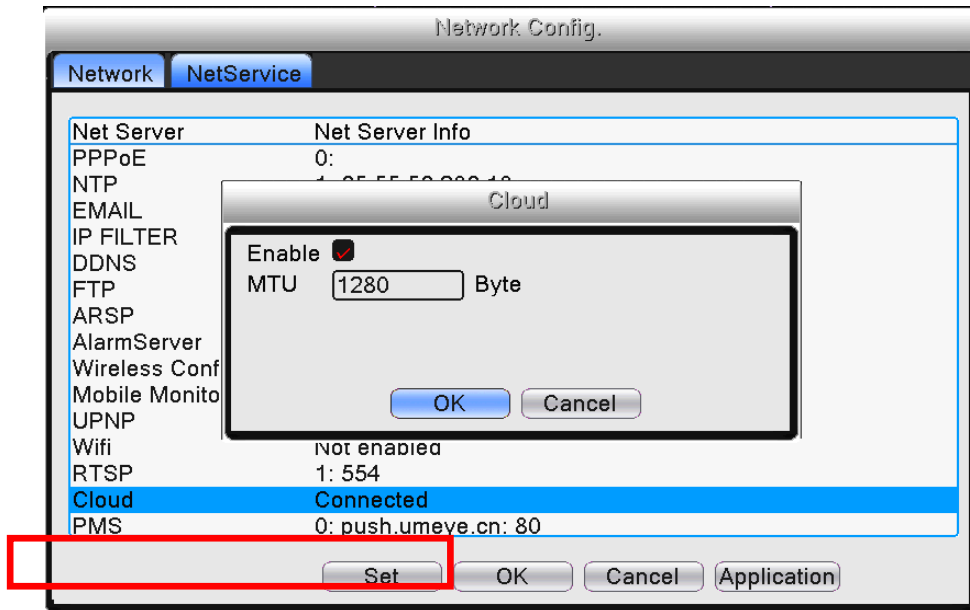 Network Config.
Network NetService
Net Server Net Server Info
PPPoE 0:
NTP
EMAIL
IP FILTER
DDNS
FTP
ARSP
AlarmServer
Wireless Conf
Mobile Monito
UPNP
Wifi Not enabled
RTSP 1: 554
Cloud Connected
PMS 0: push.umeye.cn: 80
Cloud
Enable
MTU 1280 Byte
OK Cancel
Set OK Cancel Application